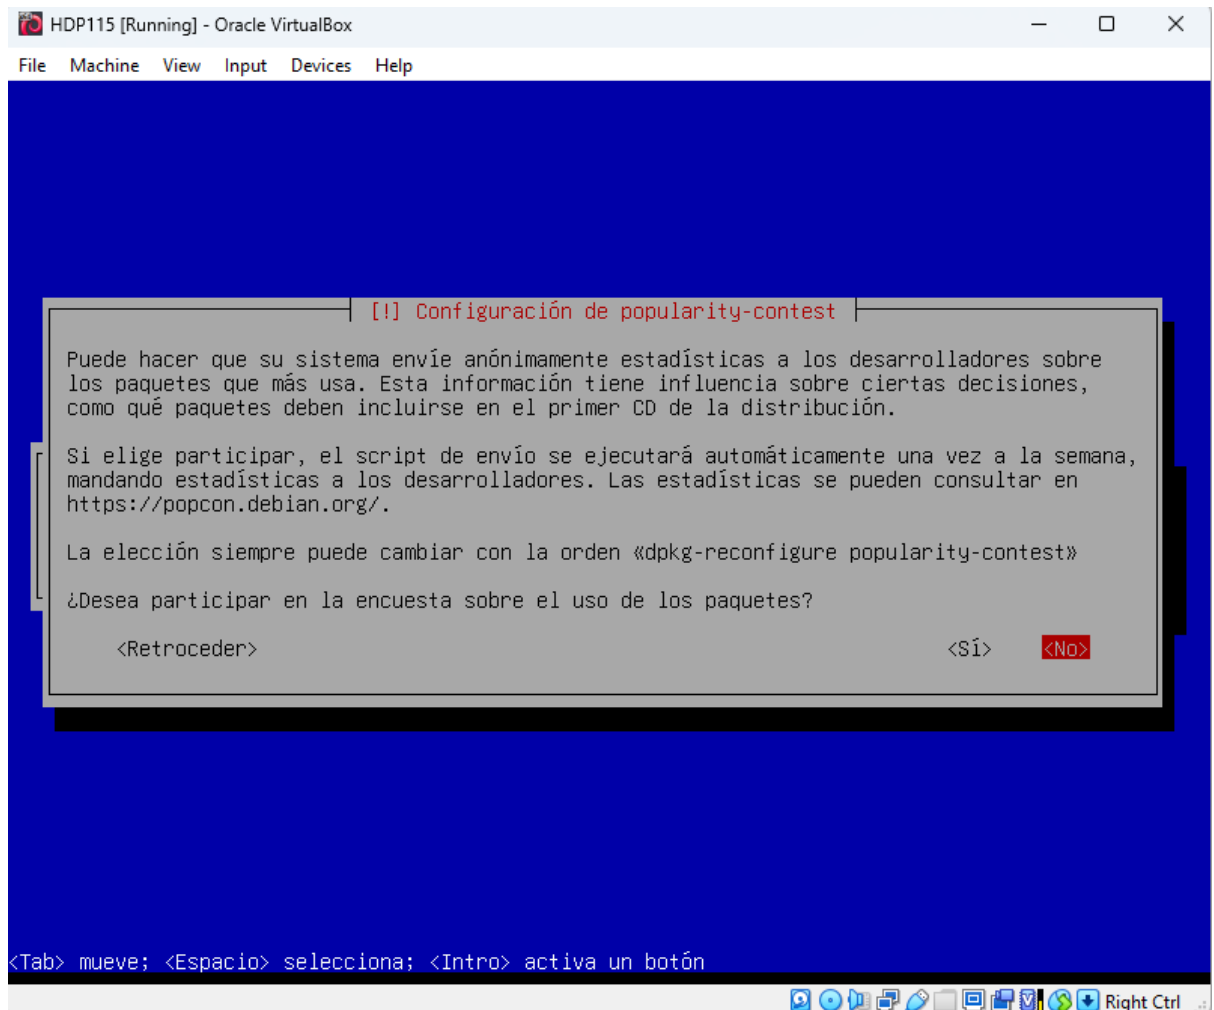 HDP115 [Running] - Oracle VirtualBox
File Machine View Input Devices Help
[!] Configuración de popularity-contest
Puede hacer que su sistema envíe anónimamente estadísticas a los desarrolladores sobre
los paquetes que más usa. Esta información tiene influencia sobre ciertas decisiones,
como qué paquetes deben incluirse en el primer CD de la distribución.
Si elige participar, el script de envío se ejecutará automáticamente una vez a la semana,
mandando estadísticas a los desarrolladores. Las estadísticas se pueden consultar en
https://popcon.debian.org/.
La elección siempre puede cambiar con la orden «dpkg-reconfigure popularity-contest»
¿Desea participar en la encuesta sobre el uso de los paquetes?
<Retroceder> <Sí> <No>
<Tab> mueve; <Espacio> selecciona; <Intro> activa un botón
Right Ctrl